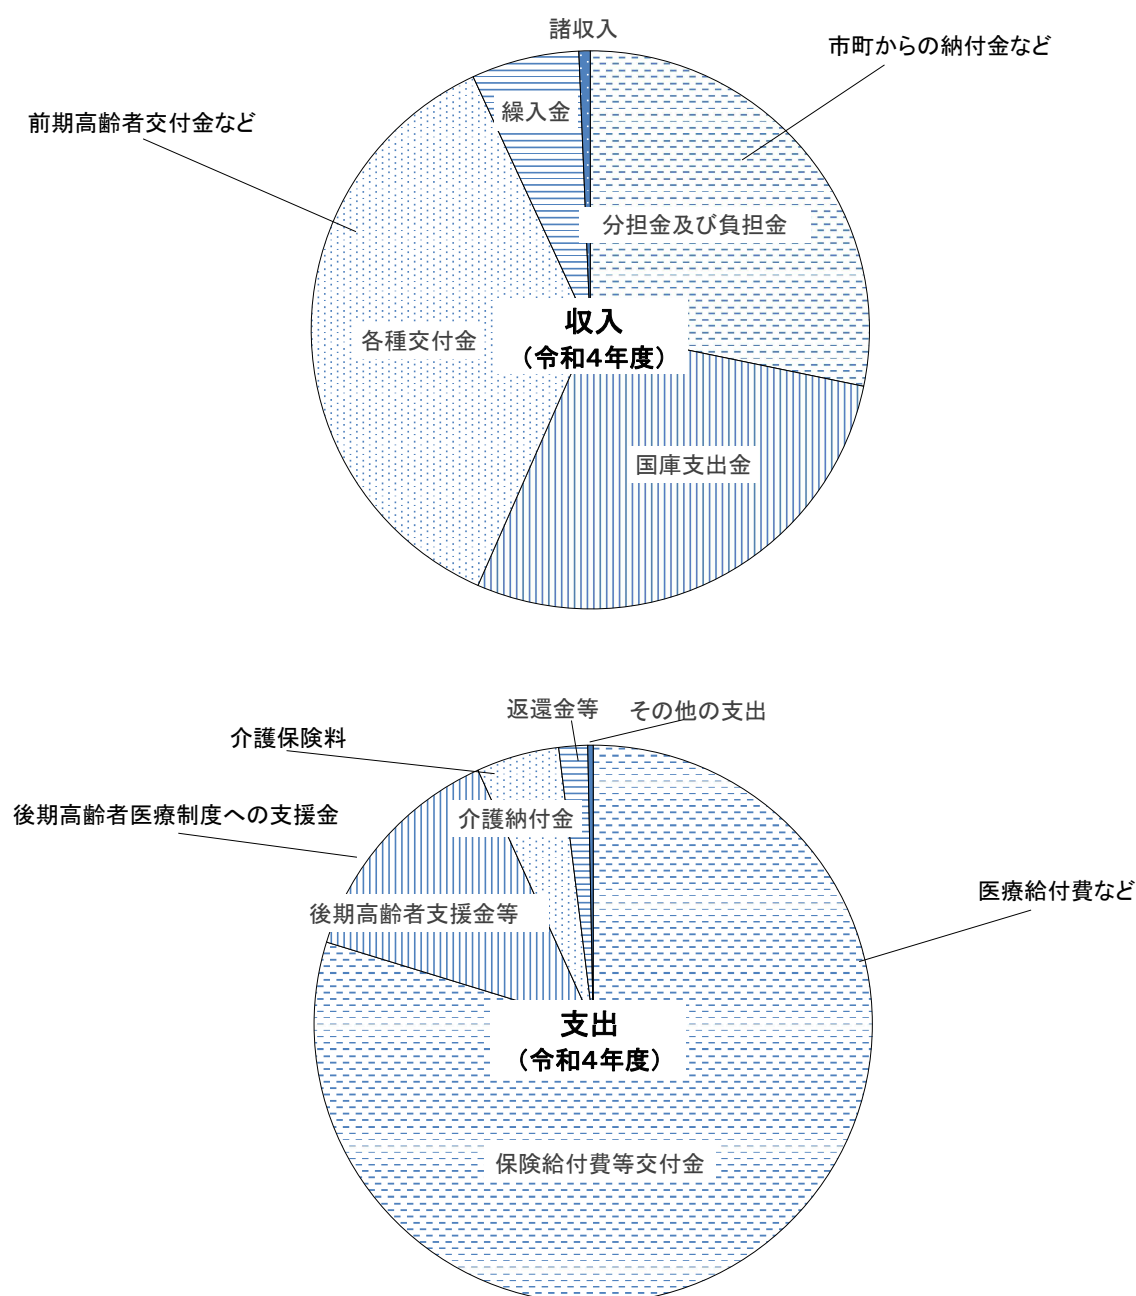 諸収入
市町からの納付金など
繰入金
前期高齢者交付金など
分担金及び負担金
収入
(令和4年度)
各種交付金
国庫支出金
返還金等
その他の支出
介護保険料
後期高齢者医療制度への支援金
介護納付金
医療給付費など
後期高齢者支援金等
支出
(令和4年度)
保険給付費等交付金